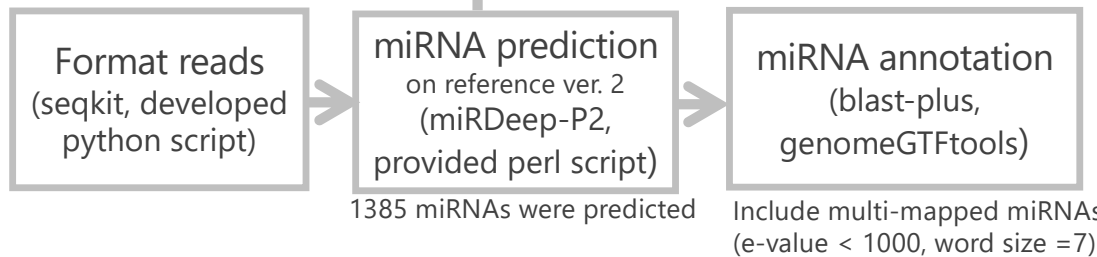 Format reads
(seqkit, developed
python script)
miRNA prediction
on reference ver. 2
(miRDeep-P2,
provided perl script)
1385 miRNAs were predicted
miRNA annotation
(blast-plus,
genomeGTFtools)
Include multi-mapped miRNAs
(e-value < 1000, word size =7)